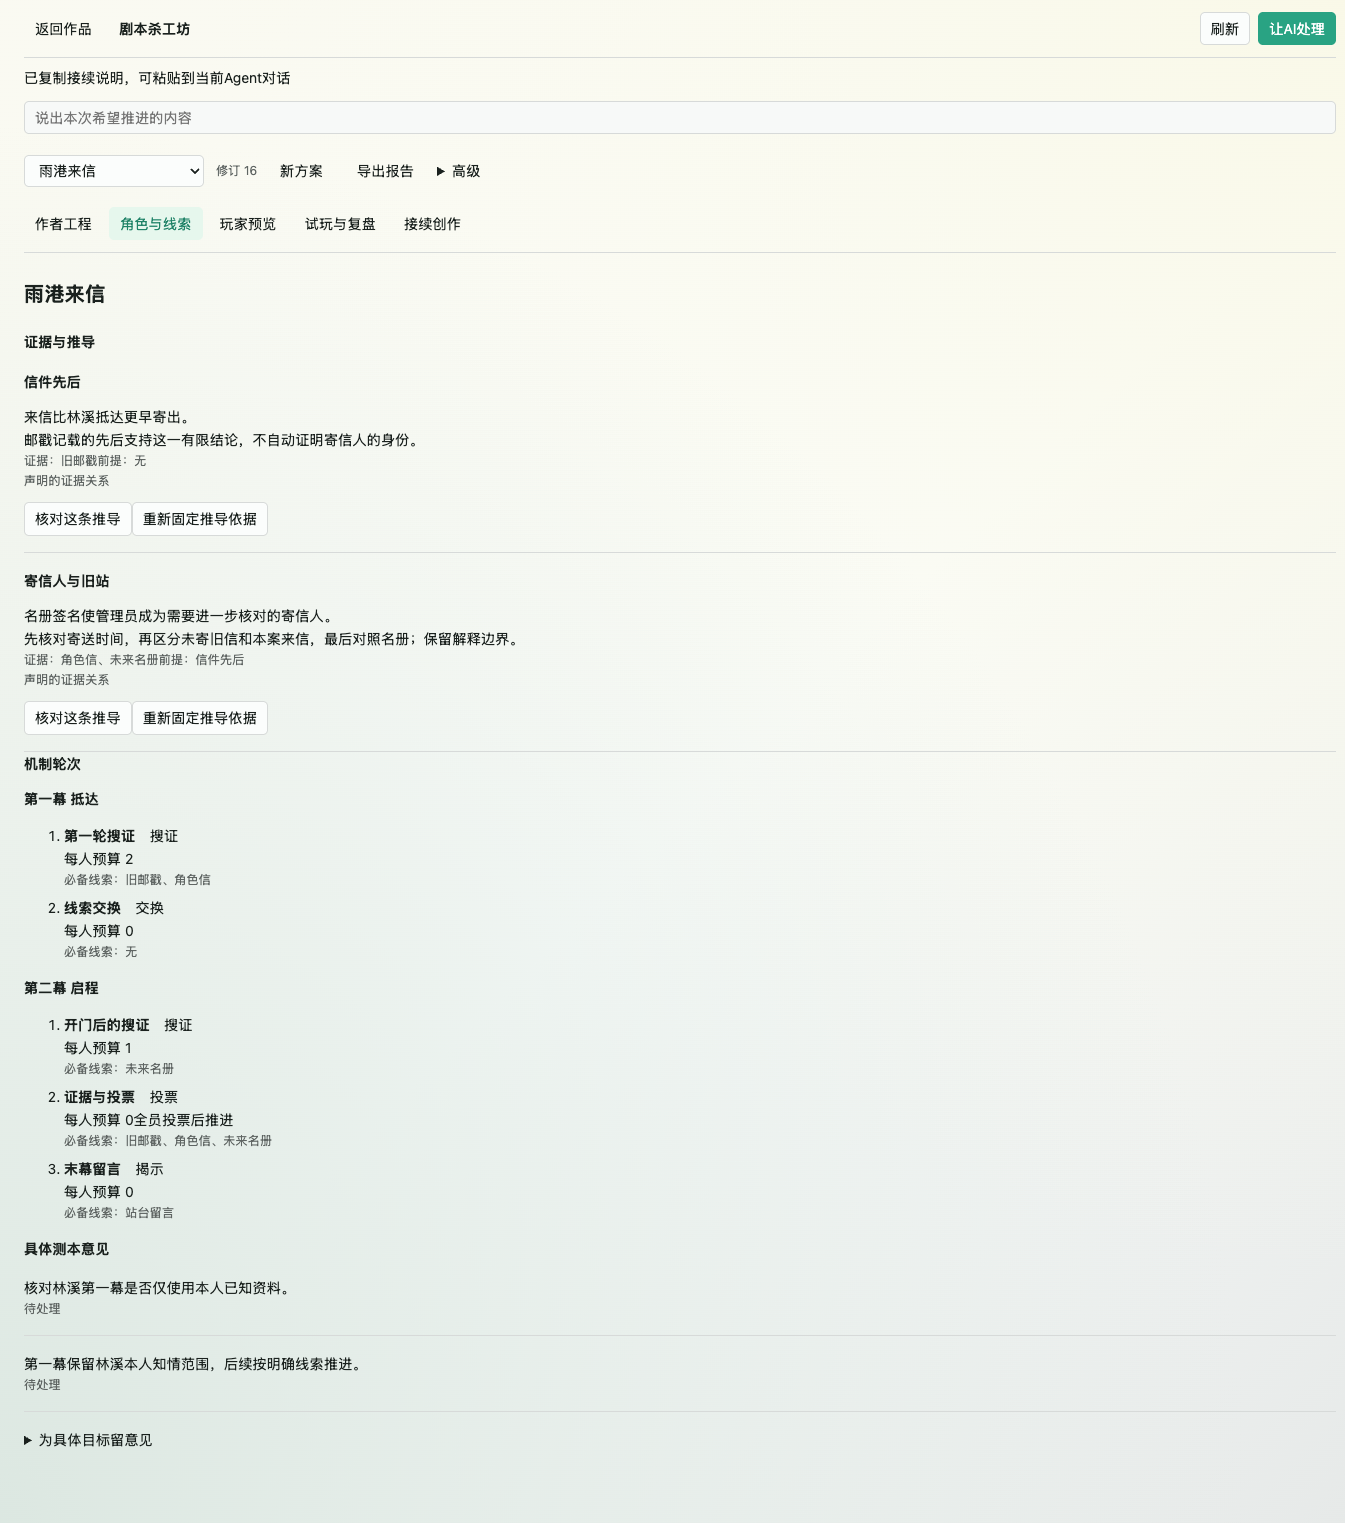 返回作品 剧本杀工坊 刷新 让AI处理
已复制接续说明，可粘贴到当前Agent对话
说出本次希望推进的内容
雨港来信 修订 16 新方案 导出报告 ▶ 高级
作者工程 角色与线索 玩家预览 试玩与复盘 接续创作
雨港来信
证据与推导
信件先后
来信比林溪抵达更早寄出。
邮戳记载的先后支持这一有限结论，不自动证明寄信人的身份。
证据：旧邮戳前提：无
声明的证据关系
核对这条推导 重新固定推导依据
寄信人与旧站
名册签名使管理员成为需要进一步核对的寄信人。
先核对寄送时间，再区分未寄旧信和本案来信，最后对照名册；保留解释边界。
证据：角色信、未来名册前提：信件先后
声明的证据关系
核对这条推导 重新固定推导依据
机制轮次
第一幕 抵达
1. 第一轮搜证 搜证
每人预算 2
必备线索：旧邮戳、角色信
2. 线索交换 交换
每人预算 0
必备线索：无
第二幕 启程
1. 开门后的搜证 搜证
每人预算 1
必备线索：未来名册
2. 证据与投票 投票
每人预算 0全员投票后推进
必备线索：旧邮戳、角色信、未来名册
3. 末幕留言 揭示
每人预算 0
必备线索：站台留言
具体测本意见
核对林溪第一幕是否仅使用本人已知资料。
待处理
第一幕保留林溪本人知情范围，后续按明确线索推进。
待处理
▶ 为具体目标留意见